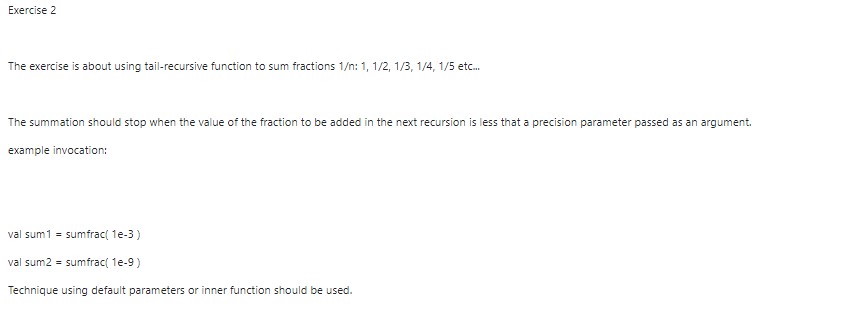 Exercise 2
The exercise is about using tail-recursive function to sum fractions 1/n: 1, 1/2, 1/3, 1/4, 1/5 etc...
The summation should stop when the value of the fraction to be added in the next recursion is less that a precision parameter passed as an argument.
example invocation:
val sum1 = sumfrac( 1e-3 )
val sum2 = sumfrac( 1e-9 )
Technique using default parameters or inner function should be used.